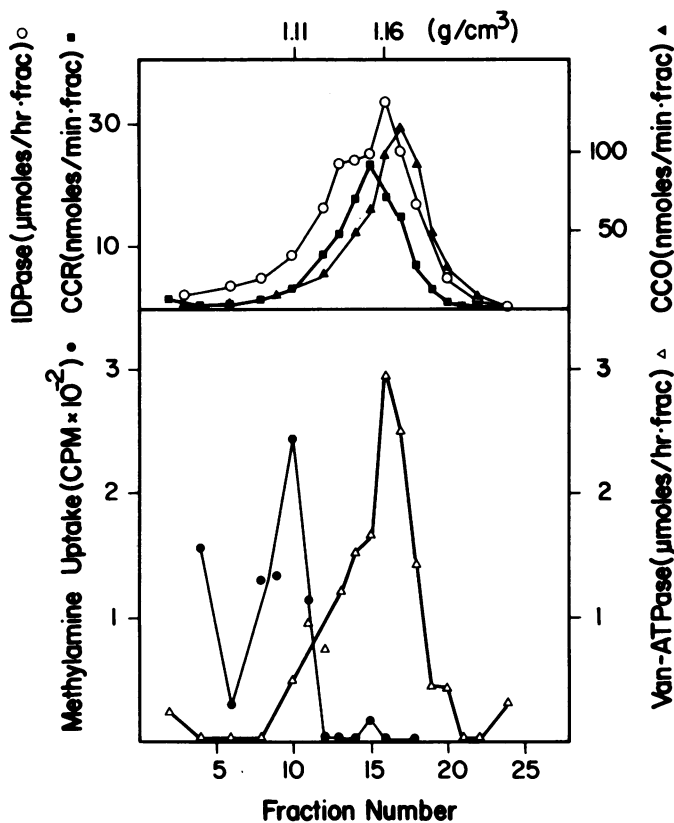 1.11 1.16 (g/cm³)
IDPase(μmoles/hr·frac) ○
CCR(nmoles/min·frac) ■
30
10
100
50
CCO(nmoles/min·frac) ▲
Methylamine Uptake(CPM×10⁻²) ●
3
2
1
3
2
1
Van-ATPase(μmoles/hr·frac) △
5 10 15 20 25
Fraction Number